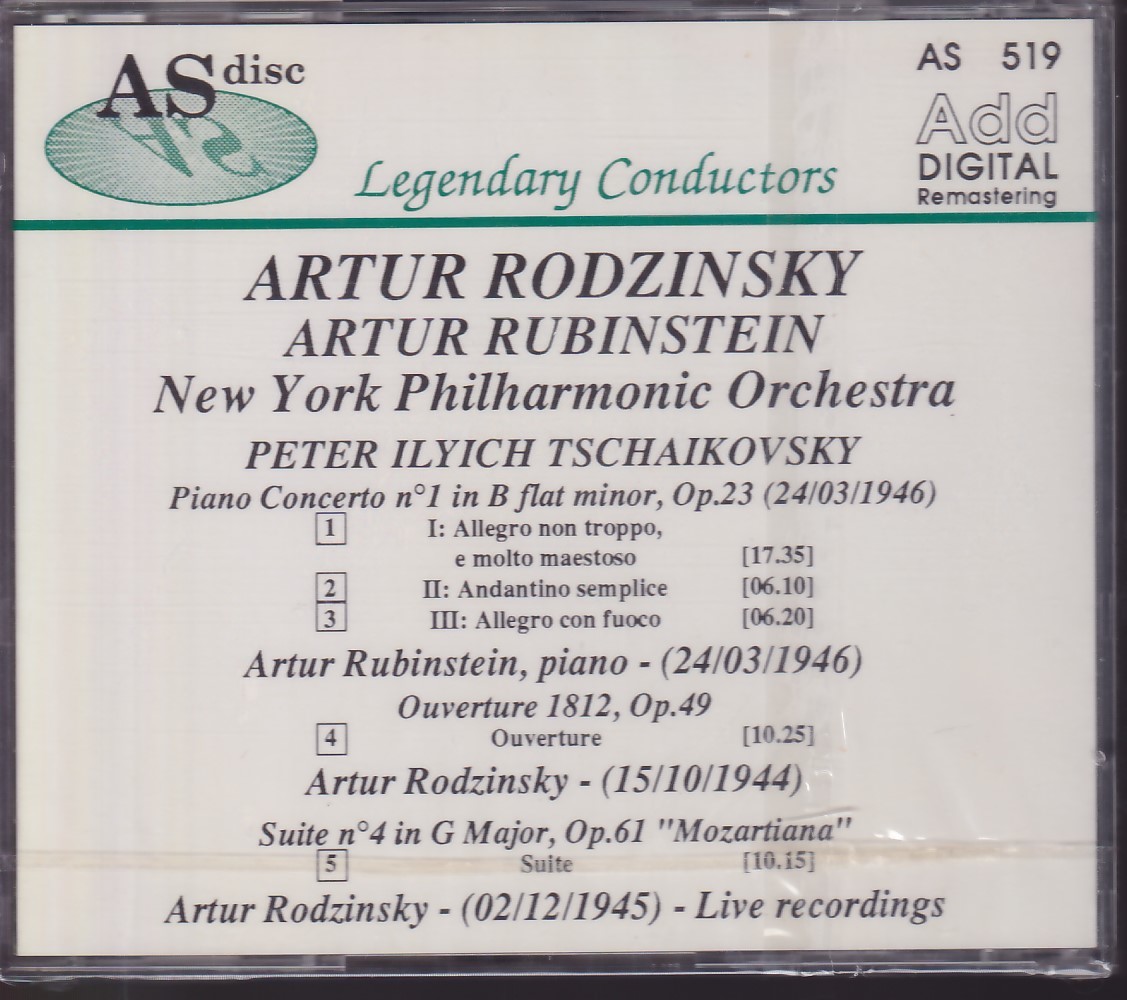 AS disc
AS 519
Add
DIGITAL
Remastering
Legendary Conductors
ARTUR RODZINSKY
ARTUR RUBINSTEIN
New York Philharmonic Orchestra
PETER ILYICH TSCHAIKOVSKY
Piano Concerto n°1 in B flat minor, Op.23 (24/03/1946)
1 I: Allegro non troppo,
e molto maestoso [17.35]
2 II: Andantino semplice [06.10]
3 III: Allegro con fuoco [06.20]
Artur Rubinstein, piano - (24/03/1946)
Ouverture 1812, Op.49
4 Ouverture [10.25]
Artur Rodzinsky - (15/10/1944)
Suite n°4 in G Major, Op.61 "Mozartiana"
5 Suite [10.15]
Artur Rodzinsky - (02/12/1945) - Live recordings